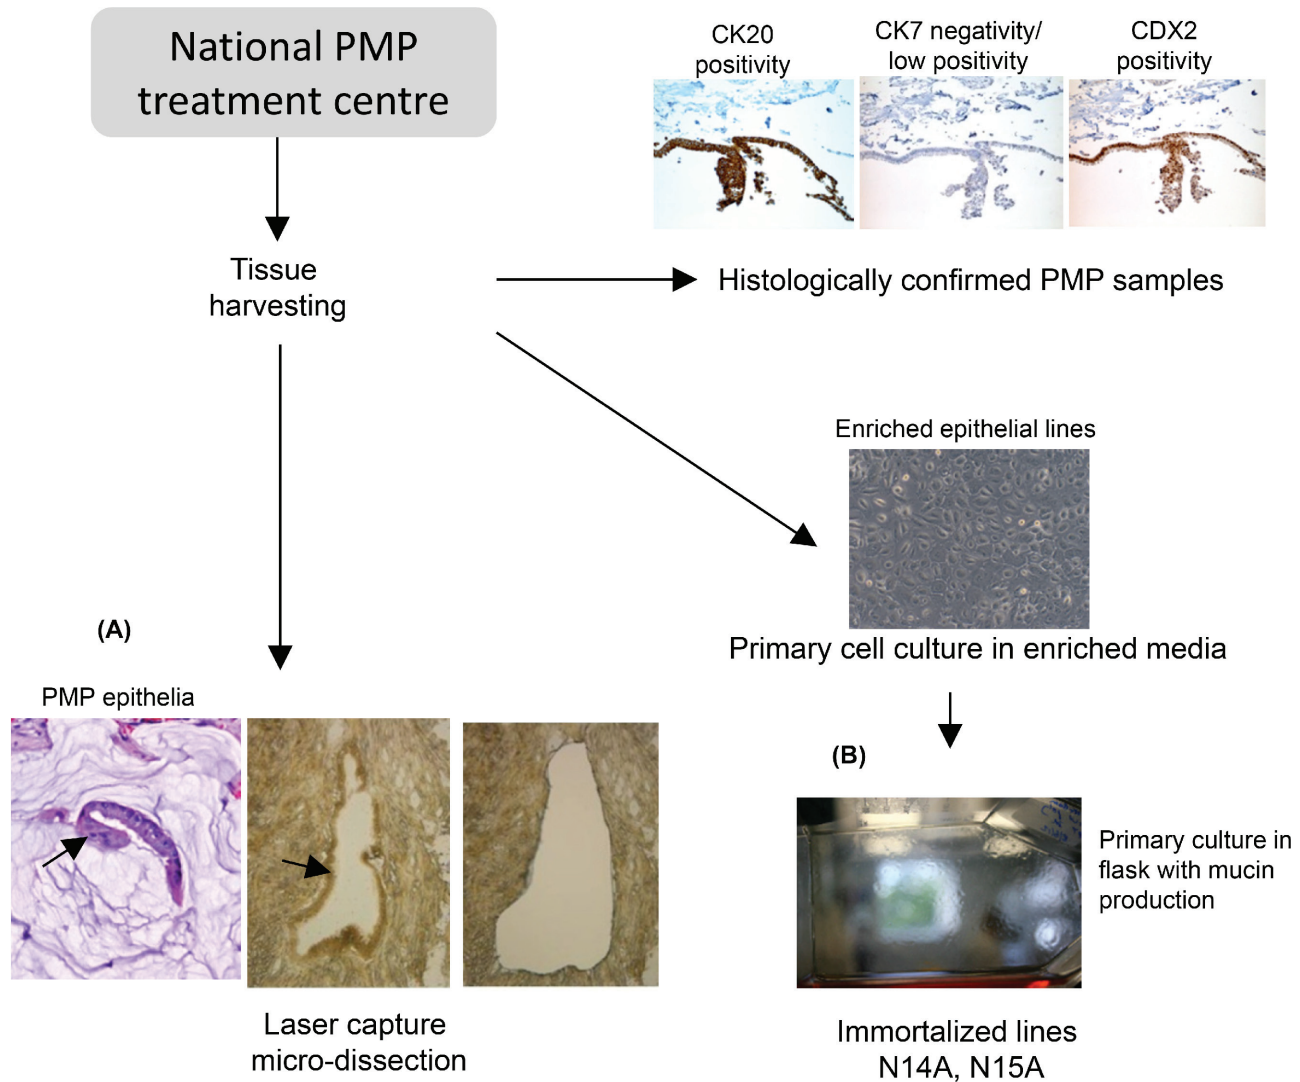 National PMP
treatment centre
CK20
positivity
CK7 negativity/
low positivity
CDX2
positivity
Tissue
harvesting
Histologically confirmed PMP samples
Enriched epithelial lines
Primary cell culture in enriched media
(A)
PMP epithelia
Laser capture
micro-dissection
(B)
Primary culture in
flask with mucin
production
Immortalized lines
N14A, N15A